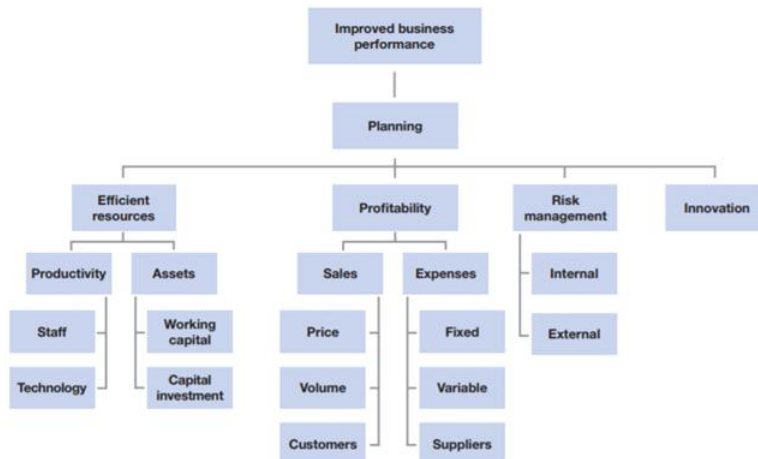 Improved business
performance
Planning
Efficient
resources
Profitability
Risk
management
Innovation
Productivity
Assets
Sales
Expenses
Internal
Staff
Working
capital
Price
Fixed
External
Technology
Capital
investment
Volume
Variable
Customers
Suppliers